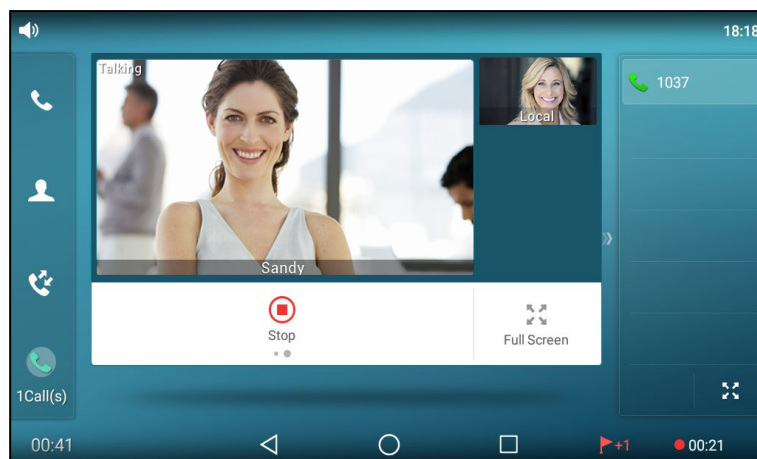 18:18
Talking
Local
1037
Sandy
Stop
Full Screen
1Call(s)
00:41
+1
00:21